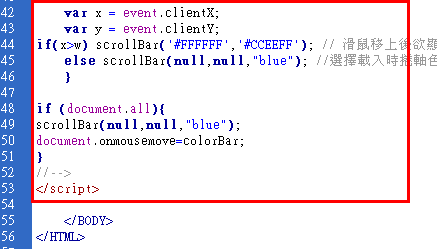 42 var x = event.clientX;
43 var y = event.clientY;
44 if(x>w) scrollBar('#FFFFFF','#CCEEFF'); // 滑鼠移上後欲顯
45 else scrollBar(null,null,"blue"); //選擇載入時捲軸色
46 }
47
48 if (document.all){
49 scrollBar(null,null,"blue");
50 document.onmousemove=colorBar;
51 }
52 //-->
53 </script>
54
55 </BODY>
56 </HTML>